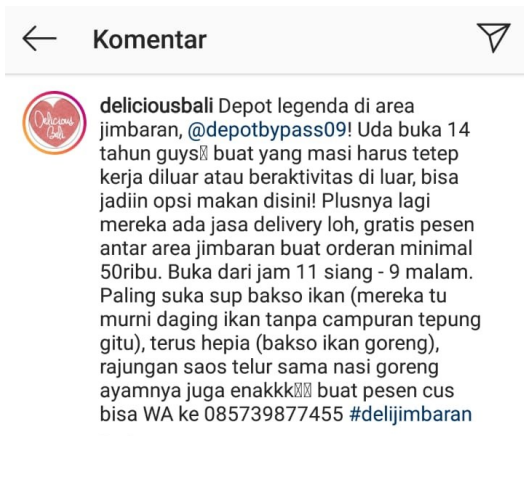 Komentar
Delicious Bali
deliciousbali Depot legenda di area
jimbaran, @depotbypass09! Uda buka 14
tahun guys buat yang masi harus tetep
kerja diluar atau beraktivitas di luar, bisa
jadiin opsi makan disini! Plusnya lagi
mereka ada jasa delivery loh, gratis pesen
antar area jimbaran buat orderan minimal
50ribu. Buka dari jam 11 siang - 9 malam.
Paling suka sup bakso ikan (mereka tu
murni daging ikan tanpa campuran tepung
gitu), terus hepia (bakso ikan goreng),
rajungan saos telur sama nasi goreng
ayamnya juga enakkk buat pesen cus
bisa WA ke 085739877455 #delijimbaran